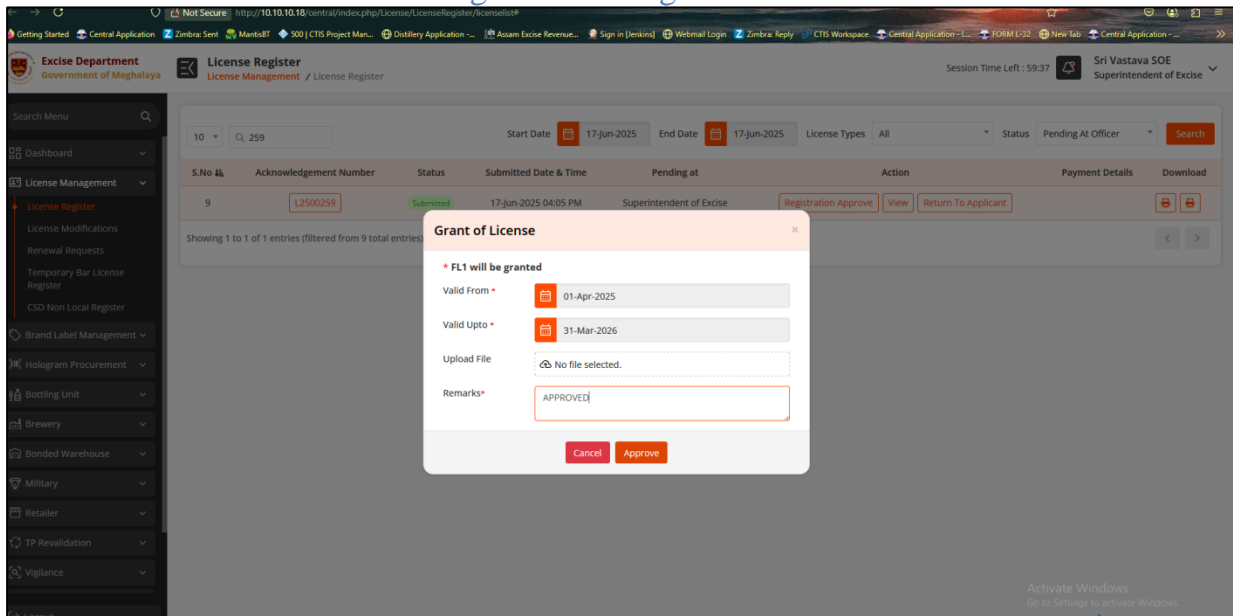 Not Secure http://10.10.10.18/central/index.php/License/LicenseRegister/licenselist#
Getting Started Central Application Zimbra: Sent MantisBT 500 | CTIS Project Man... Distillery Application -... Assam Excise Revenue... Sign in [Jenkins] Webmail Login Zimbra: Reply CTIS Workspace Central Application - L... FORM L-32 New Tab Central Application -...
Excise Department
Government of Meghalaya
License Register
License Management / License Register
Session Time Left : 59:37
Sri Vastava SOE
Superintendent of Excise
Search Menu
Dashboard
License Management
License Register
License Modifications
Renewal Requests
Temporary Bar License
Register
CSD Non Local Register
Brand Label Management
Hologram Procurement
Bottling Unit
Brewery
Bonded Warehouse
Military
Retailer
TP Revalidation
Vigilance
10 259 Start Date 17-Jun-2025 End Date 17-Jun-2025 License Types All Status Pending At Officer Search
S.No Acknowledgement Number Status Submitted Date & Time Pending at Action Payment Details Download
9 L2500259 Submitted 17-Jun-2025 04:05 PM Superintendent of Excise Registration Approve View Return To Applicant
Showing 1 to 1 of 1 entries (filtered from 9 total entries)
Grant of License ×
* FL1 will be granted
Valid From * 01-Apr-2025
Valid Upto * 31-Mar-2026
Upload File No file selected.
Remarks* APPROVED
Cancel Approve
Activate Windows
Go to Settings to activate Windows.